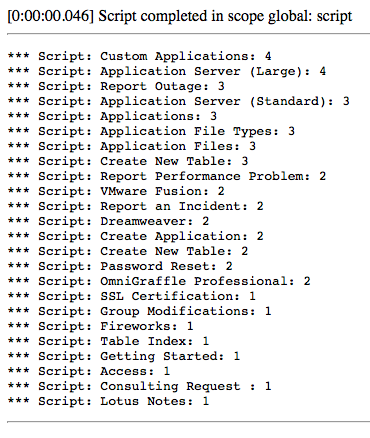 [0:00:00.046] Script completed in scope global: script
*** Script: Custom Applications: 4
*** Script: Application Server (Large): 4
*** Script: Report Outage: 3
*** Script: Application Server (Standard): 3
*** Script: Applications: 3
*** Script: Application File Types: 3
*** Script: Application Files: 3
*** Script: Create New Table: 3
*** Script: Report Performance Problem: 2
*** Script: VMware Fusion: 2
*** Script: Report an Incident: 2
*** Script: Dreamweaver: 2
*** Script: Create Application: 2
*** Script: Create New Table: 2
*** Script: Password Reset: 2
*** Script: OmniGraffle Professional: 2
*** Script: SSL Certification: 1
*** Script: Group Modifications: 1
*** Script: Fireworks: 1
*** Script: Table Index: 1
*** Script: Getting Started: 1
*** Script: Access: 1
*** Script: Consulting Request : 1
*** Script: Lotus Notes: 1